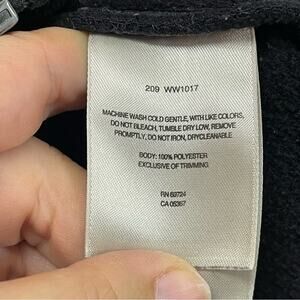 209 WW1017
MACHINE WASH COLD GENTLE, WITH LIKE COLORS,
DO NOT BLEACH, TUMBLE DRY LOW, REMOVE
PROMPTLY, DO NOT IRON, DRYCLEANABLE
BODY: 100% POLYESTER
EXCLUSIVE OF TRIMMING
RN 69724
CA 05367